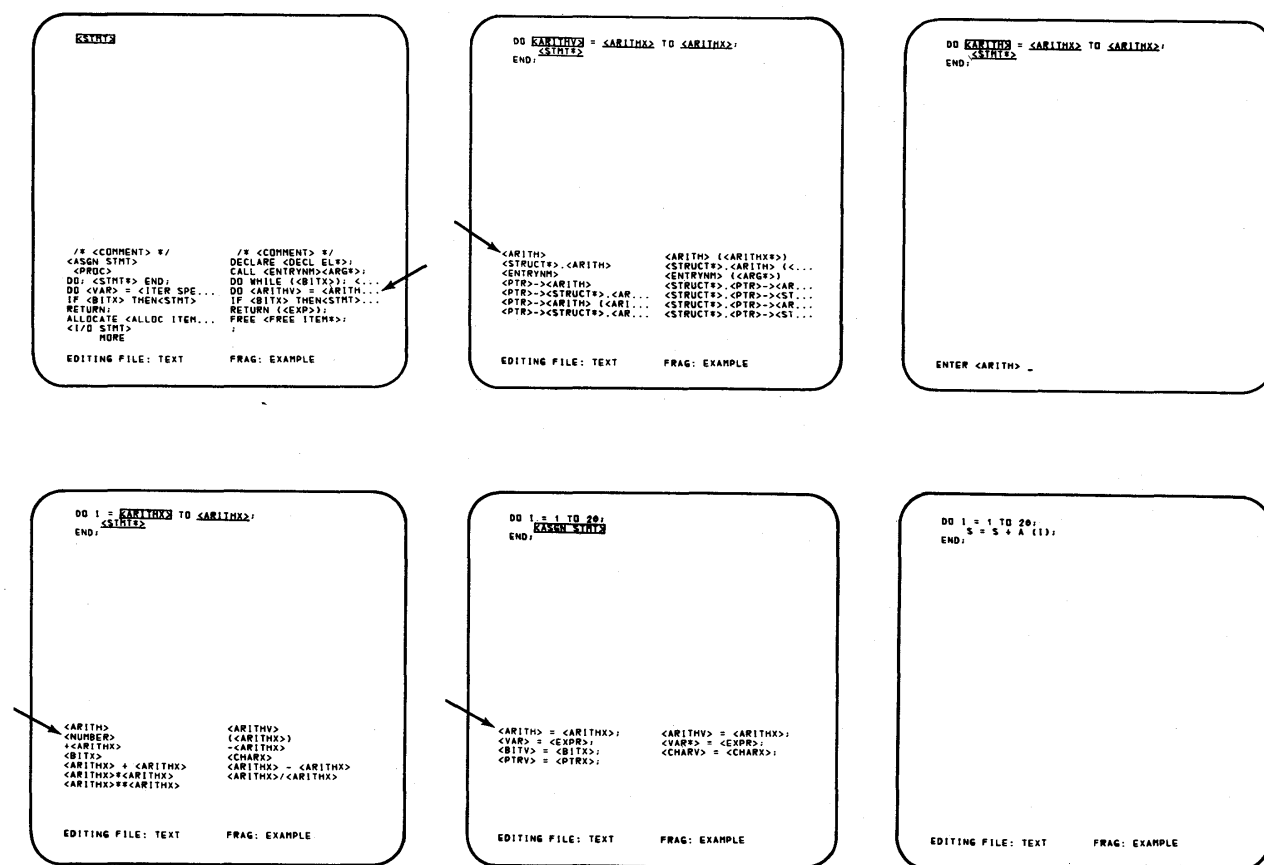 <STMT>
/* <COMMENT> */ /* <COMMENT> */
<ASGN STMT> DECLARE <DECL EL*>;
<PROC> CALL <ENTRYNM><ARG*>;
DO; <STMT*> END; DO WHILE (<BITX>); <...
DO <VAR> = <ITER SPE... DO <ARITHV> = <ARITH...
IF <BITX> THEN<STMT> IF <BITX> THEN<STMT>...
RETURN; RETURN (<EXP>);
ALLOCATE <ALLOC ITEM... FREE <FREE ITEM*>;
<I/O STMT> ;
MORE
EDITING FILE: TEXT FRAG: EXAMPLE
DO <ARITHV> = <ARITHX> TO <ARITHX>;
<STMT*>
END;
<ARITH> <ARITH> (<ARITHX*>)
<STRUCT*>.<ARITH> <STRUCT*>.<ARITH> (<...
<ENTRYNM> <ENTRYNM> (<ARG*>)
<PTR>-><ARITH> <STRUCT*>.<PTR>-><AR...
<PTR>-><STRUCT*>.<AR... <STRUCT*>.<PTR>-><ST...
<PTR>-><ARITH> (<ARI... <STRUCT*>.<PTR>-><AR...
<PTR>-><STRUCT*>.<AR... <STRUCT*>.<PTR>-><ST...
EDITING FILE: TEXT FRAG: EXAMPLE
DO <ARITH> = <ARITHX> TO <ARITHX>;
<STMT*>
END;
ENTER <ARITH> _
DO I = <ARITHX> TO <ARITHX>;
<STMT*>
END;
<ARITH> <ARITHV>
<NUMBER> (<ARITHX>)
+<ARITHX> -<ARITHX>
<BITX> <CHARX>
<ARITHX> + <ARITHX> <ARITHX> - <ARITHX>
<ARITHX>*<ARITHX> <ARITHX>/<ARITHX>
<ARITHX>**<ARITHX>
EDITING FILE: TEXT FRAG: EXAMPLE
DO I = 1 TO 20;
<ASGN STMT>
END;
<ARITH> = <ARITHX>; <ARITHV> = <ARITHX>;
<VAR> = <EXPR>; <VAR*> = <EXPR>;
<BITV> = <BITX>; <CHARV> = <CHARX>;
<PTRV> = <PTRX>;
EDITING FILE: TEXT FRAG: EXAMPLE
DO I = 1 TO 20;
S = S + A (I);
END;
EDITING FILE: TEXT FRAG: EXAMPLE